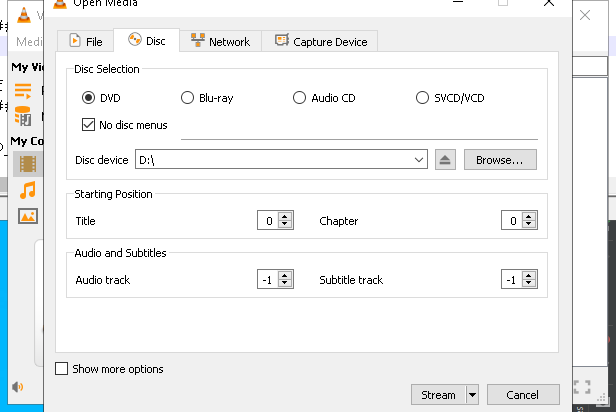 Open Media
File Disc Network Capture Device
Disc Selection
DVD Blu-ray Audio CD SVCD/VCD
No disc menus
Disc device D:\ Browse...
Starting Position
Title 0 Chapter 0
Audio and Subtitles
Audio track -1 Subtitle track -1
Show more options
Stream Cancel
V
Medi
My Vi
My Co